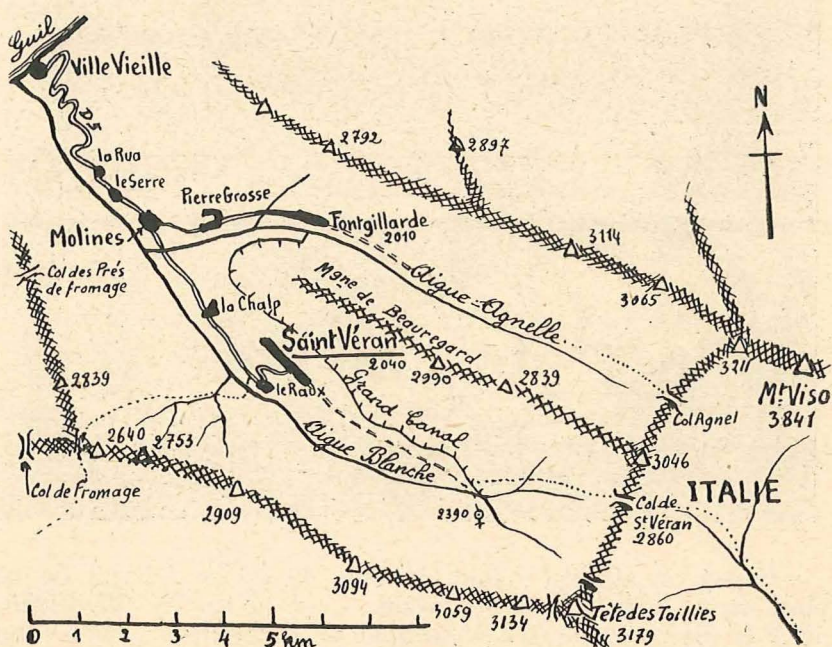 Guil
Ville Vieille
D.5
la Rua
le Serre
Pierre Grosse
Molines
Fontgillarde
2010
2792
2897
N
3114
3065
3211
Mt. Viso
3841
Col des Prés
de fromage
la Chalp
Mgne de Beauregard
Aigue-Agnelle
Saint Véran
2040
2990
2839
2839
le Raux
Grand Canal
Aigue Blanche
Col Agnel
3046
2640
2753
Col de Fromage
2909
2390
ITALIE
Col de
St Véran
2860
3094
3059
3134
Tête des Toillies
3179
0 1 2 3 4 5 km